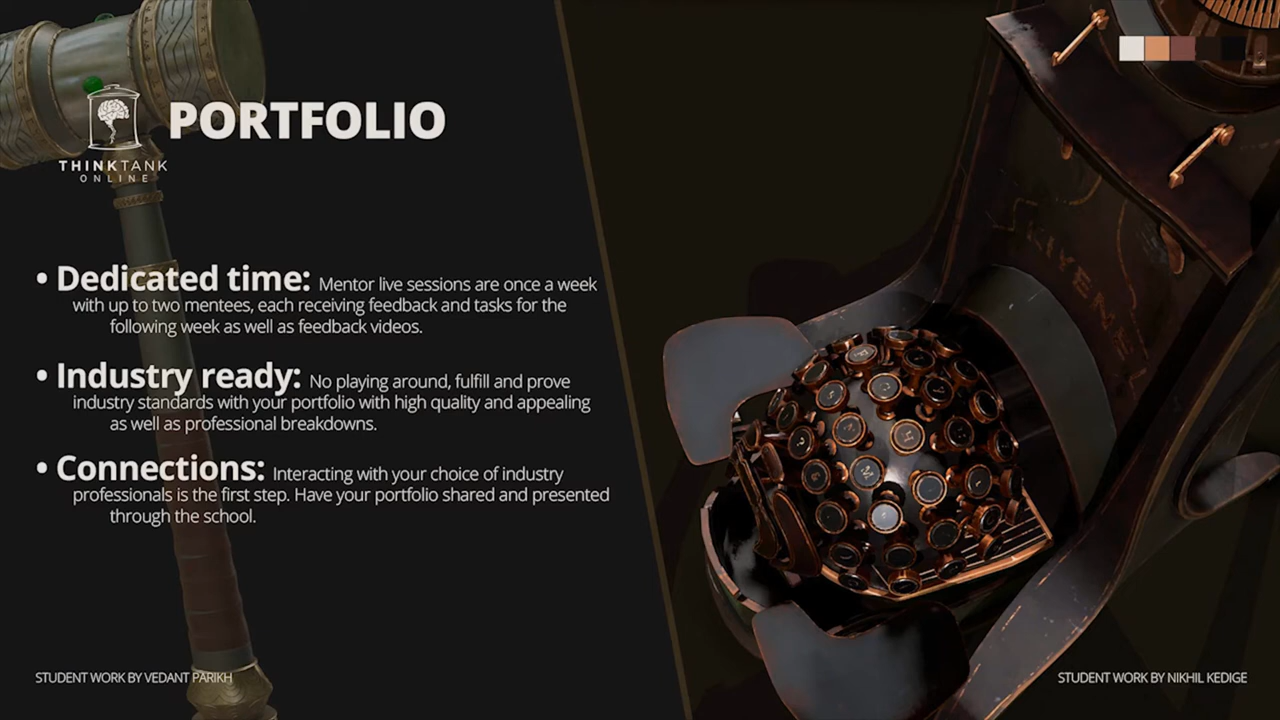 PORTFOLIO
THINKTANK
ONLINE
• Dedicated time: Mentor live sessions are once a week
with up to two mentees, each receiving feedback and tasks for the
following week as well as feedback videos.
• Industry ready: No playing around, fulfill and prove
industry standards with your portfolio with high quality and appealing
as well as professional breakdowns.
• Connections: Interacting with your choice of industry
professionals is the first step. Have your portfolio shared and presented
through the school.
STUDENT WORK BY VEDANT PARIKH
STUDENT WORK BY NIKHIL KEDIGE